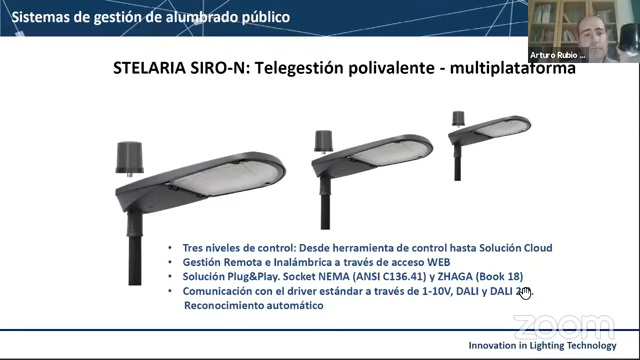 Sistemas de gestión de alumbrado público
Arturo Rubio ...
STELARIA SIRO-N: Telegestión polivalente - multiplataforma
• Tres niveles de control: Desde herramienta de control hasta Solución Cloud
• Gestión Remota e Inalámbrica a través de acceso WEB
• Solución Plug&Play. Socket NEMA (ANSI C136.41) y ZHAGA (Book 18)
• Comunicación con el driver estándar a través de 1-10V, DALI y DALI
Reconocimiento automático
zoom
Innovation in Lighting Technology